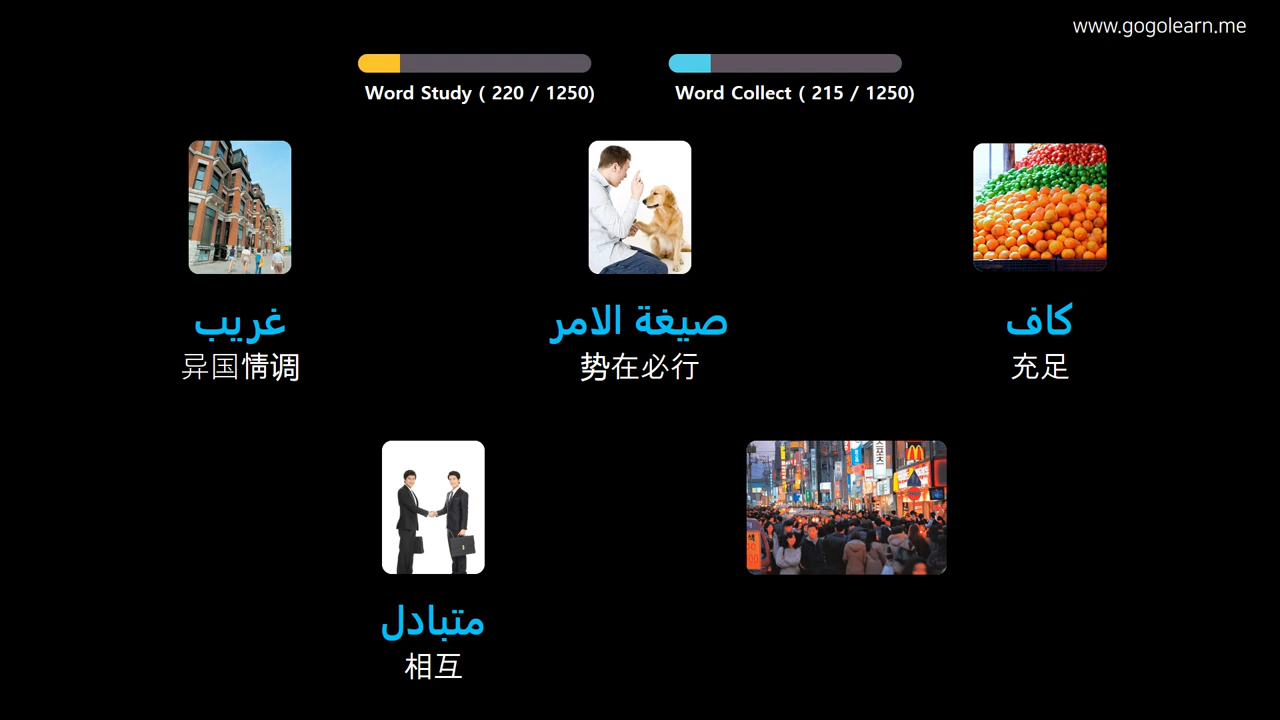 www.gogolearn.me
Word Study ( 220 / 1250)
Word Collect ( 215 / 1250)
غريب
异国情调
صيغة الامر
势在必行
كاف
充足
متبادل
相互